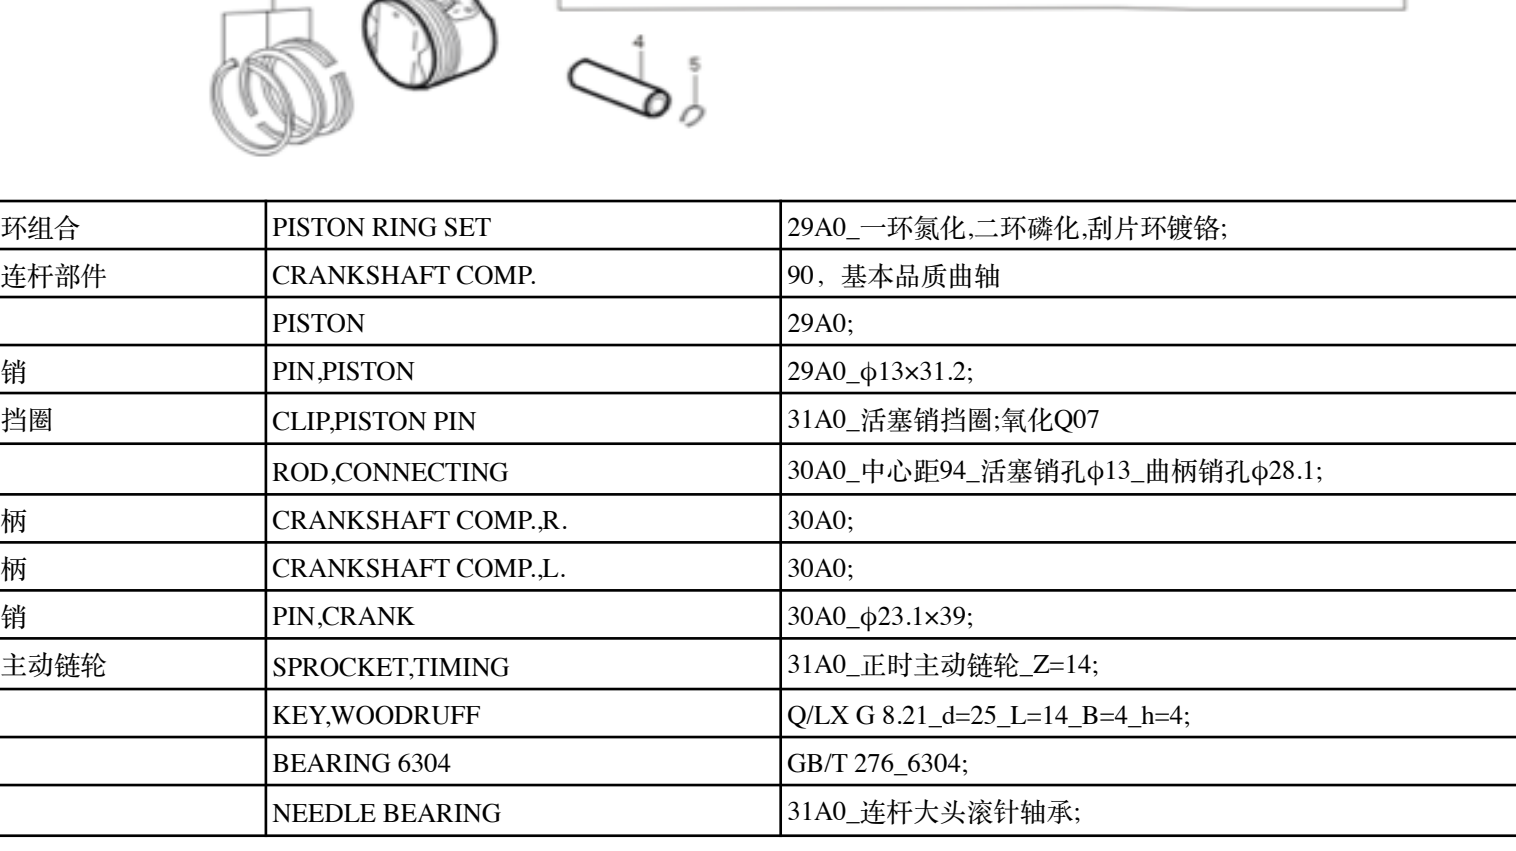 4
5
环组合 PISTON RING SET 29A0_一环氮化,二环磷化,刮片环镀铬;
连杆部件 CRANKSHAFT COMP. 90，基本品质曲轴
PISTON 29A0;
销 PIN,PISTON 29A0_φ13×31.2;
挡圈 CLIP,PISTON PIN 31A0_活塞销挡圈;氧化Q07
ROD,CONNECTING 30A0_中心距94_活塞销孔φ13_曲柄销孔φ28.1;
柄 CRANKSHAFT COMP.,R. 30A0;
柄 CRANKSHAFT COMP.,L. 30A0;
销 PIN,CRANK 30A0_φ23.1×39;
主动链轮 SPROCKET,TIMING 31A0_正时主动链轮_Z=14;
KEY,WOODRUFF Q/LX G 8.21_d=25_L=14_B=4_h=4;
BEARING 6304 GB/T 276_6304;
NEEDLE BEARING 31A0_连杆大头滚针轴承;